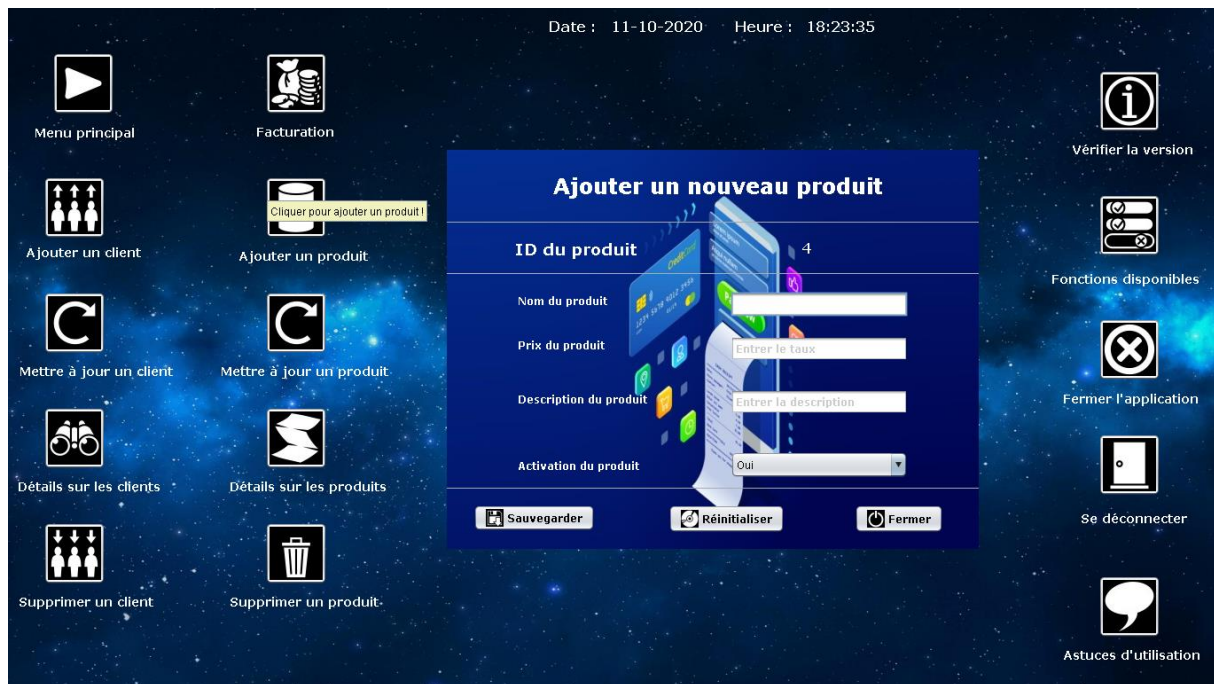 Date : 11-10-2020 Heure : 18:23:35
Menu principal
Facturation
Vérifier la version
Ajouter un client
Cliquer pour ajouter un produit !
Ajouter un produit
Fonctions disponibles
Mettre à jour un client
Mettre à jour un produit
Fermer l'application
Détails sur les clients
Détails sur les produits
Se déconnecter
Supprimer un client
Supprimer un produit
Astuces d'utilisation
Ajouter un nouveau produit
ID du produit 4
Nom du produit
Prix du produit Entrer le taux
Description du produit Entrer la description
Activation du produit Oui
Sauvegarder Réinitialiser Fermer
CreditCard